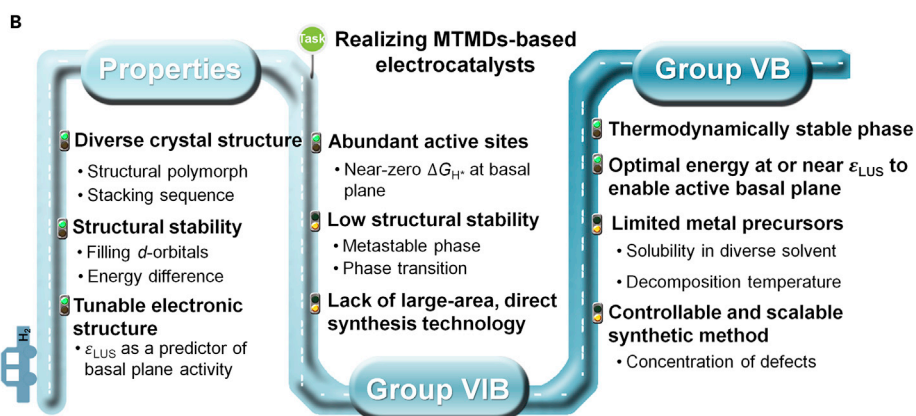 B
Task
Realizing MTMDs-based
electrocatalysts
Properties
Diverse crystal structure
• Structural polymorph
• Stacking sequence
Structural stability
• Filling d-orbitals
• Energy difference
Tunable electronic
structure
• εLUS as a predictor of
basal plane activity
H2
Abundant active sites
• Near-zero ΔGH* at basal
plane
Low structural stability
• Metastable phase
• Phase transition
Lack of large-area, direct
synthesis technology
Group VIB
Group VB
Thermodynamically stable phase
Optimal energy at or near εLUS to
enable active basal plane
Limited metal precursors
• Solubility in diverse solvent
• Decomposition temperature
Controllable and scalable
synthetic method
• Concentration of defects